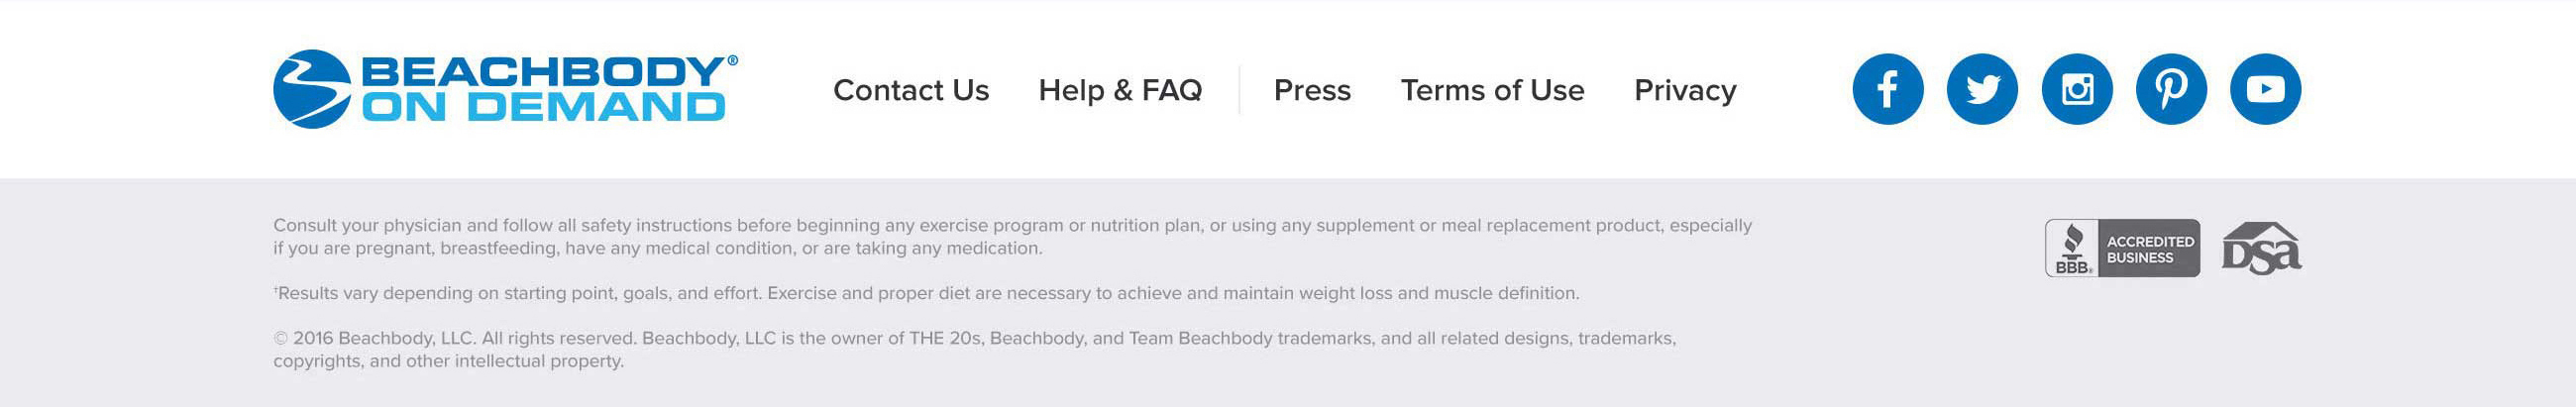 BEACHBODY®
ON DEMAND
Contact Us
Help & FAQ
Press
Terms of Use
Privacy
Consult your physician and follow all safety instructions before beginning any exercise program or nutrition plan, or using any supplement or meal replacement product, especially
if you are pregnant, breastfeeding, have any medical condition, or are taking any medication.
†Results vary depending on starting point, goals, and effort. Exercise and proper diet are necessary to achieve and maintain weight loss and muscle definition.
© 2016 Beachbody, LLC. All rights reserved. Beachbody, LLC is the owner of THE 20s, Beachbody, and Team Beachbody trademarks, and all related designs, trademarks,
copyrights, and other intellectual property.
BBB®
ACCREDITED
BUSINESS
DSa